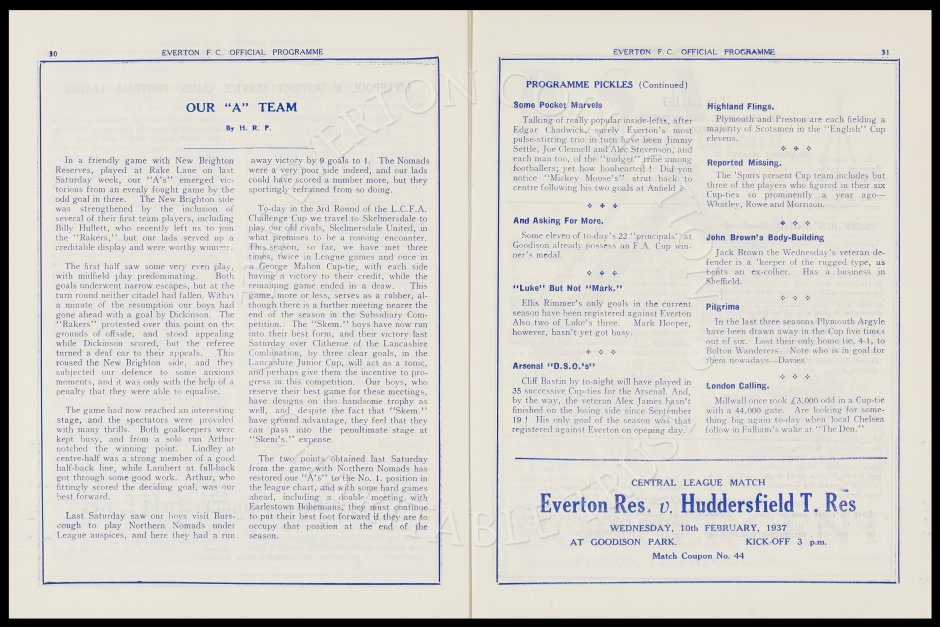 30
EVERTON F. C. OFFICIAL PROGRAMME
OUR "A" TEAM
By H. R. P.
In a friendly game with New Brighton
Reserves, played at Rake Lane on last
Saturday week, our "A's" emerged vic-
torious from an evenly fought game by the
odd goal in three. The New Brighton side
was strengthened by the inclusion of
several of their first team players, including
Billy Hullett, who recently left us to join
the "Rakers," but our lads served up a
creditable display and were worthy winners.
The first half saw some very even play,
with midfield play predominating. Both
goals underwent narrow escapes, but at the
turn round neither citadel had fallen. Within
a minute of the resumption our boys had
gone ahead with a goal by Dickinson. The
"Rakers" protested over this point on the
grounds of off-side, and stood appealing
while Dickinson scored, but the referee
turned a deaf ear to their appeals. This
roused the New Brighton side, and they
subjected our defence to some anxious
moments, and it was only with the help of a
penalty that they were able to equalise.
The game had now reached an interesting
stage, and the spectators were provided
with many thrills. Both goalkeepers were
kept busy, and from a solo run Arthur
notched the winning point. Lindley at
centre-half was a strong member of a good
half-back line, while Lambert at full-back
got through some good work. Arthur, who
fittingly scored the deciding goal, was our
best forward.
Last Saturday saw our boys visit Burs-
cough to play Northern Nomads under
League auspices, and here they had a run
away victory by 9 goals to 1. The Nomads
were a very poor side indeed, and our lads
could have scored a number more, but they
sportingly refrained from so doing.
To-day in the 3rd Round of the L.C.F.A.
Challenge Cup we travel to Skelmersdale to
play our old rivals, Skelmersdale United, in
what promises to be a rousing encounter.
This season, so far, we have met three
times, twice in League games and once in
a George Mahon Cup-tie, with each side
having a victory to their credit, while the
remaining game ended in a draw. This
game, more or less, serves as a rubber, al-
though there is a further meeting nearer the
end of the season in the Subsidiary Com-
petition. The "Skem." boys have now run
into their best form, and their victory last
Saturday over Clitheroe of the Lancashire
Combination, by three clear goals, in the
Lancashire Junior Cup, will act as a tonic,
and perhaps give them the incentive to pro-
gress in this competition. Our boys, who
reserve their best game for these meetings,
have designs on this handsome trophy as
well, and despite the fact that "Skem."
have ground advantage, they feel that they
can pass into the penultimate stage at
"Skem's." expense.
The two points obtained last Saturday
from the game with Northern Nomads has
restored our "A's" to the No. 1. position in
the league chart, and with some hard games
ahead, including a double meeting with
Earlestown Bohemians, they must continue
to put their best foot forward if they are to
occupy that position at the end of the
season.
EVERTON F. C. OFFICIAL PROGRAMME
31
PROGRAMME PICKLES (Continued)
Some Pocket Marvels
Talking of really popular inside-lefts, after
Edgar Chadwick, surely Everton's most
pulse-stirring trio in turn have been Jimmy
Settle, Joe Clennell and Alec Stevenson, and
each man too, of the "midget" tribe among
footballers; yet how lionhearted! Did you
notice "Mickey Mouse's" strut back to
centre following his two goals at Anfield?
And Asking For More.
Some eleven of to-day's 22 "principals" at
Goodison already possess an F.A. Cup win-
ner's medal.
"Luke" But Not "Mark."
Ellis Rimmer's only goals in the current
season have been registered against Everton
Also two of Luke's three. Mark Hooper,
however, hasn't yet got busy.
Arsenal "D.S.O.'s"
Cliff Bastin by to-night will have played in
35 successive Cup-ties for the Arsenal. And,
by the way, the veteran Alex James hasn't
finished on the losing side since September
19! His only goal of the season was that
registered against Everton on opening day.
Highland Flings.
Plymouth and Preston are each fielding a
majority of Scotsmen in the "English" Cup
elevens.
Reported Missing.
The 'Spurs present Cup team includes but
three of the players who figured in their six
Cup-ties so prominently a year ago—
Whatley, Rowe and Morrison.
John Brown's Body-Building
Jack Brown the Wednesday's veteran de-
fender is a 'keeper of the rugged type, as
befits an ex-collier. Has a business in
Sheffield.
Pilgrims
In the last three seasons Plymouth Argyle
have been drawn away in the Cup five times
out of six. Lost their only home tie, 4-1, to
Bolton Wanderers. Note who is in goal for
them nowadays—Davies
London Calling.
Millwall once took £3,000 odd in a Cup-tie
with a 44,000 gate. Are looking for some-
thing big again to-day when local Chelsea
follow in Fulham's wake at "The Den."
CENTRAL LEAGUE MATCH
Everton Res. v. Huddersfield T. Res
WEDNESDAY, 10th FEBRUARY, 1937
AT GOODISON PARK. KICK-OFF 3 p.m.
Match Coupon No. 44